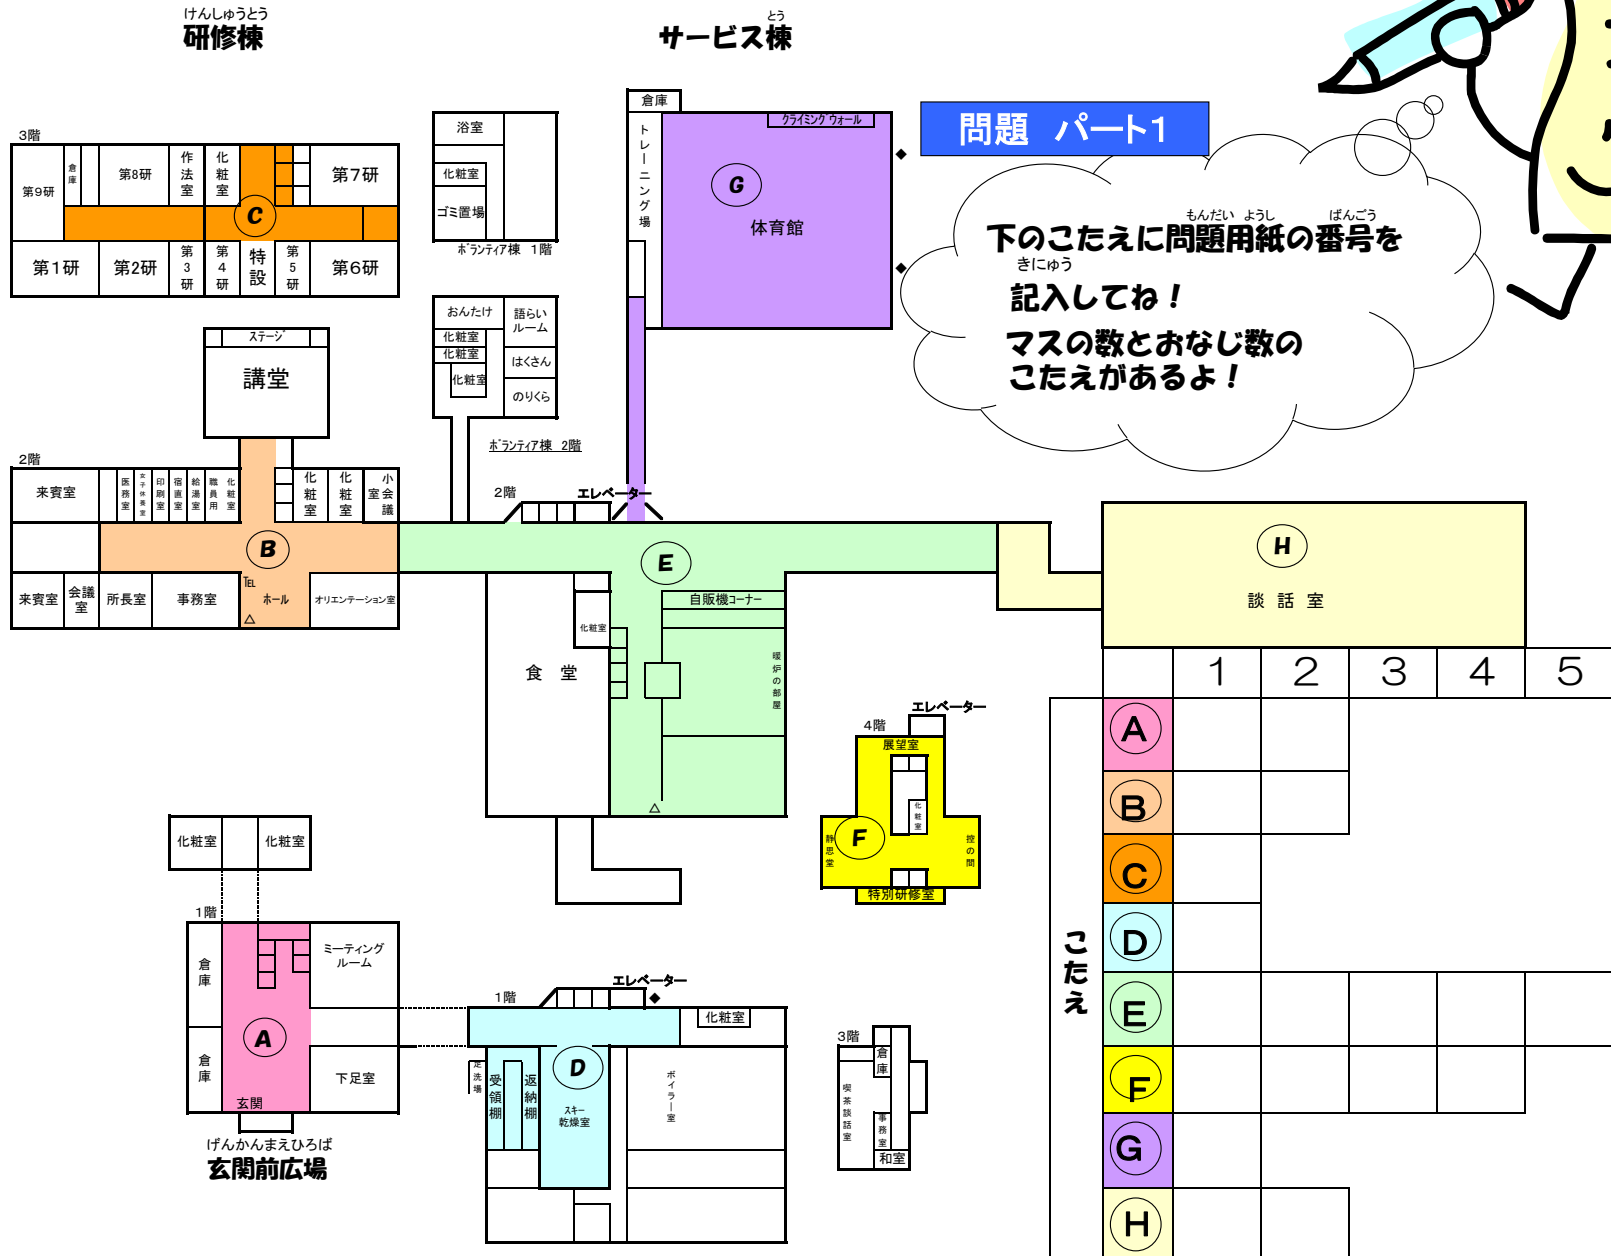 けんしゅうとう
研修棟
とう
サービス棟
3階
第9研
倉庫
第8研
作法室
化粧室
第7研
C
第1研
第2研
第3研
第4研
特設
第5研
第6研
浴室
化粧室
ゴミ置場
ﾎﾞﾗﾝﾃｨｱ棟 1階
倉庫
トレーニング場
クライミングウォール
G
体育館
問題 パート1
もんだい ようし ばんごう
下のこたえに問題用紙の番号を
きにゅう
記入してね！
マスの数とおなじ数の
こたえがあるよ！
ステージ
講堂
おんたけ
化粧室
化粧室
化粧室
語らい
ルーム
はくさん
のりくら
ﾎﾞﾗﾝﾃｨｱ棟 2階
2階
来賓室
医務室
女子休養室
印刷室
宿直室
給湯室
職員用
化粧室
化粧室
化粧室
小会議室
B
来賓室
会議室
所長室
事務室
℡
ホール
△
オリエンテーション室
2階
エレベーター
E
自販機コーナー
化粧室
食 堂
暖炉の部屋
△
H
談 話 室
エレベーター
4階
展望室
化粧室
静思堂
F
控の間
特別研修室
化粧室
化粧室
1階
倉庫
ミーティング
ルーム
A
倉庫
下足室
玄関
げんかんまえひろば
玄関前広場
エレベーター
1階
化粧室
足洗場
受領棚
返納棚
D
スキー
乾燥室
ボイラー室
3階
倉庫
喫茶談話室
事務室
和室
1 2 3 4 5
こたえ
A
B
C
D
E
F
G
H